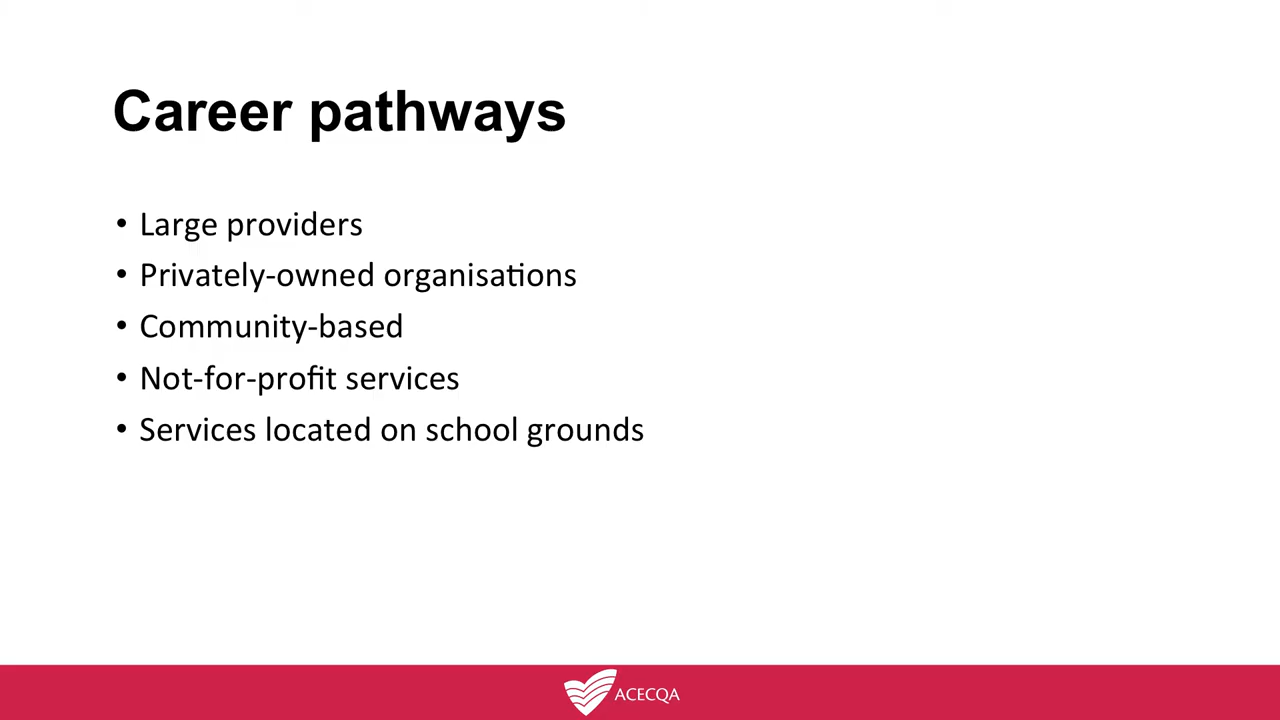 Career pathways
• Large providers
• Privately-owned organisations
• Community-based
• Not-for-profit services
• Services located on school grounds
ACECQA